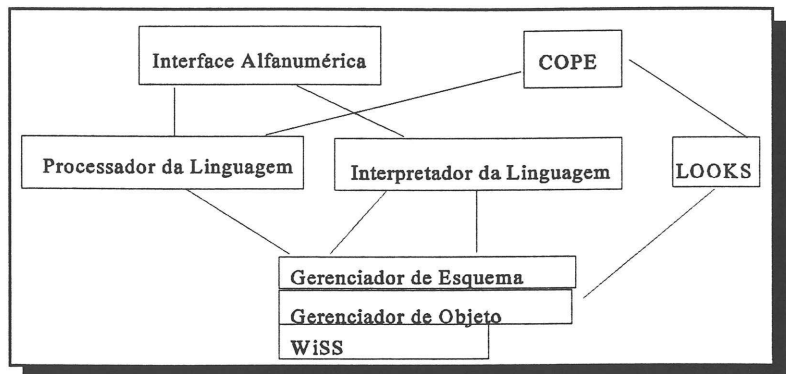 Interface Alfanumérica
COPE
Processador da Linguagem
Interpretador da Linguagem
LOOKS
Gerenciador de Esquema
Gerenciador de Objeto
WiSS